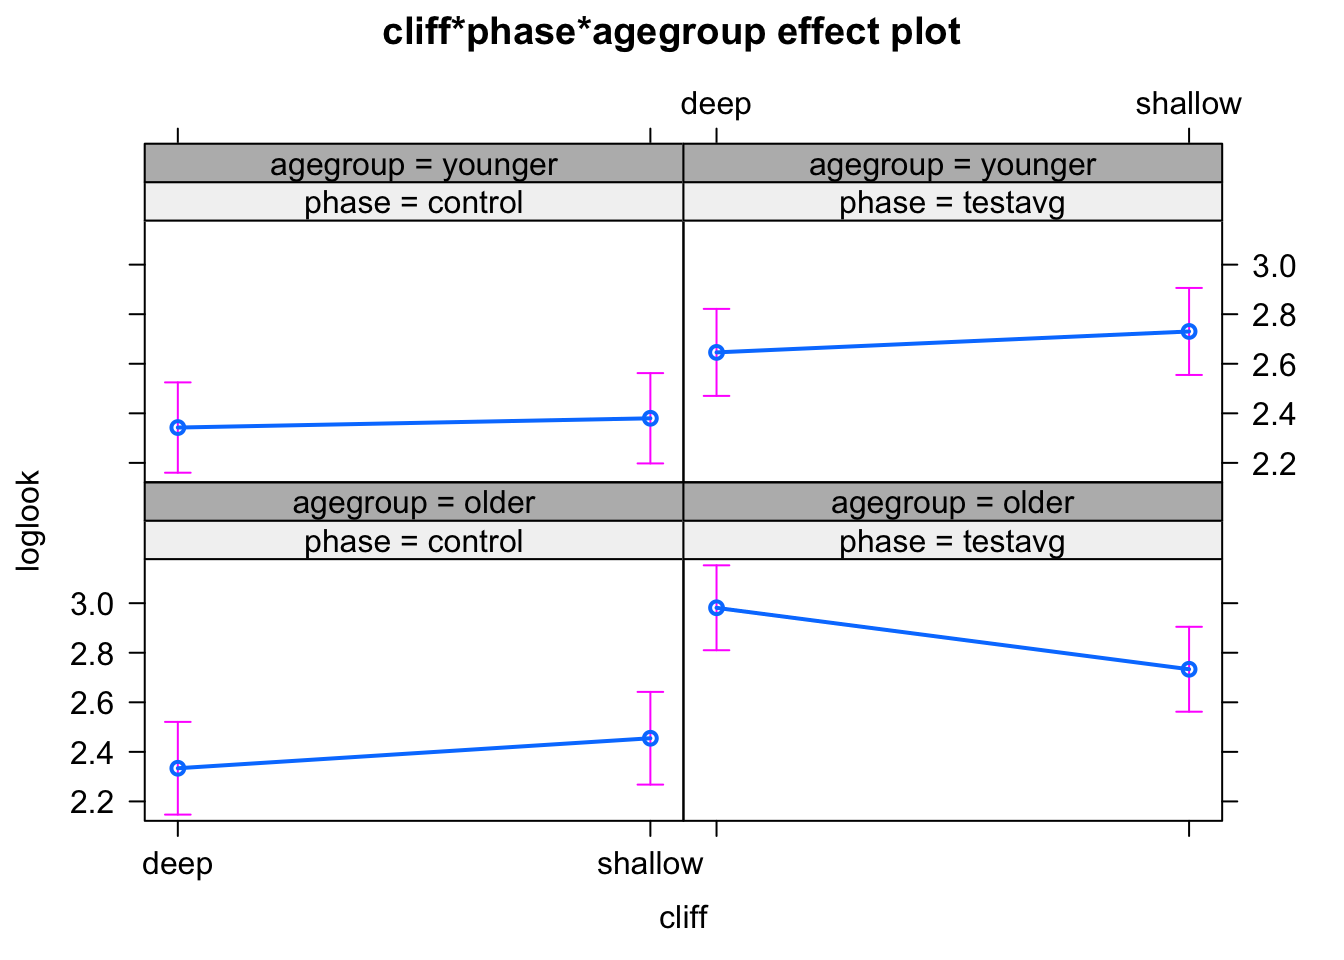 cliff*phase*agegroup effect plot
deep shallow
agegroup = younger agegroup = younger
phase = control phase = testavg
3.0
2.8
2.6
2.4
2.2
agegroup = older agegroup = older
phase = control phase = testavg
loglook
3.0
2.8
2.6
2.4
2.2
deep shallow
cliff